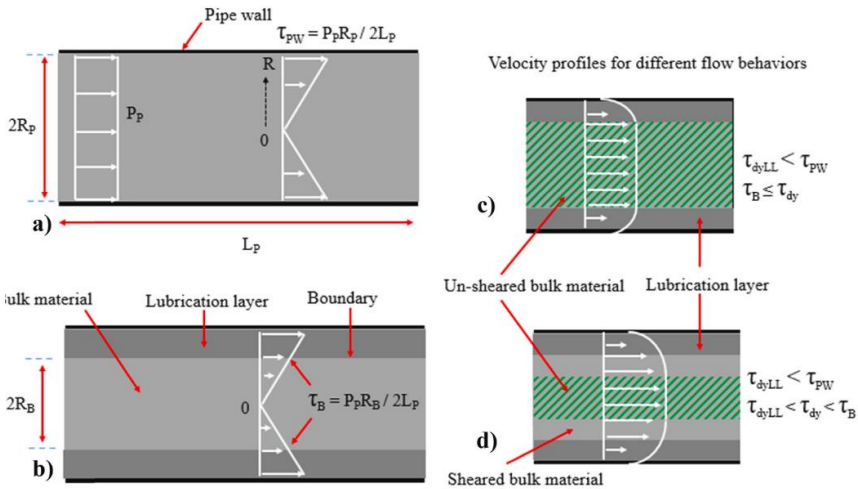 Pipe wall
τPW = PPRP / 2LP
R
2RP
PP
0
a)
LP
Velocity profiles for different flow behaviors
τdyLL < τPW
τB ≤ τdy
c)
Un-sheared bulk material
Lubrication layer
ulk material
Lubrication layer
Boundary
2RB
0
τB = PPRB / 2LP
b)
τdyLL < τPW
τdyLL < τdy < τB
d)
Sheared bulk material